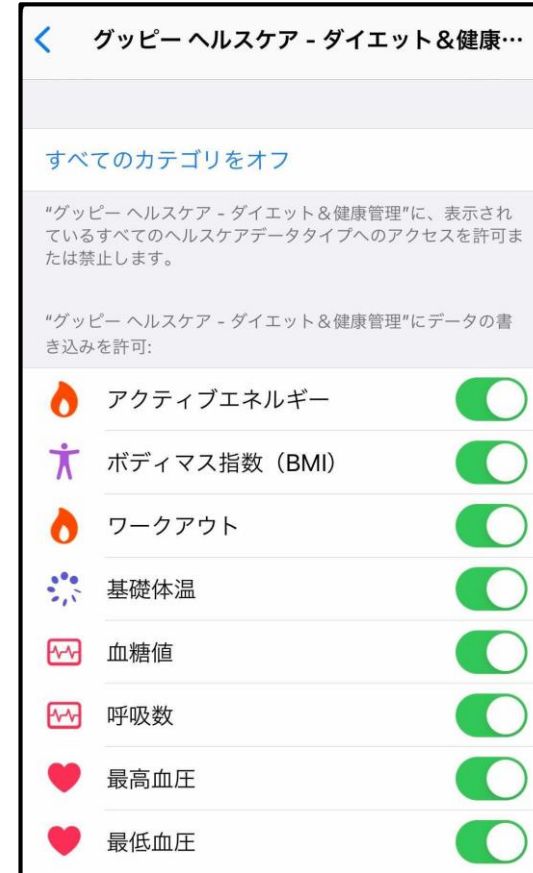 グッピー ヘルスケア - ダイエット＆健康…
すべてのカテゴリをオフ
“グッピー ヘルスケア - ダイエット＆健康管理”に、表示され
ているすべてのヘルスケアデータタイプへのアクセスを許可ま
たは禁止します。
“グッピー ヘルスケア - ダイエット＆健康管理”にデータの書
き込みを許可:
アクティブエネルギー
ボディマス指数（BMI）
ワークアウト
基礎体温
血糖値
呼吸数
最高血圧
最低血圧